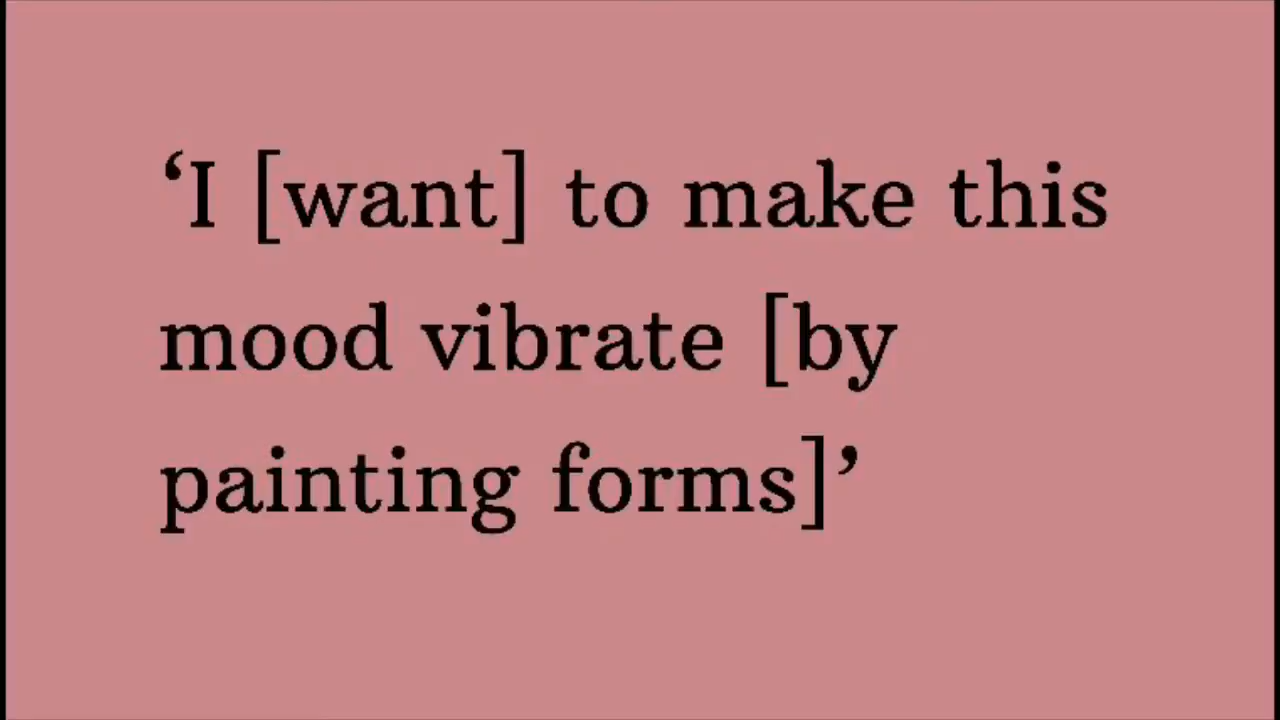 ‘I [want] to make this
mood vibrate [by
painting forms]’